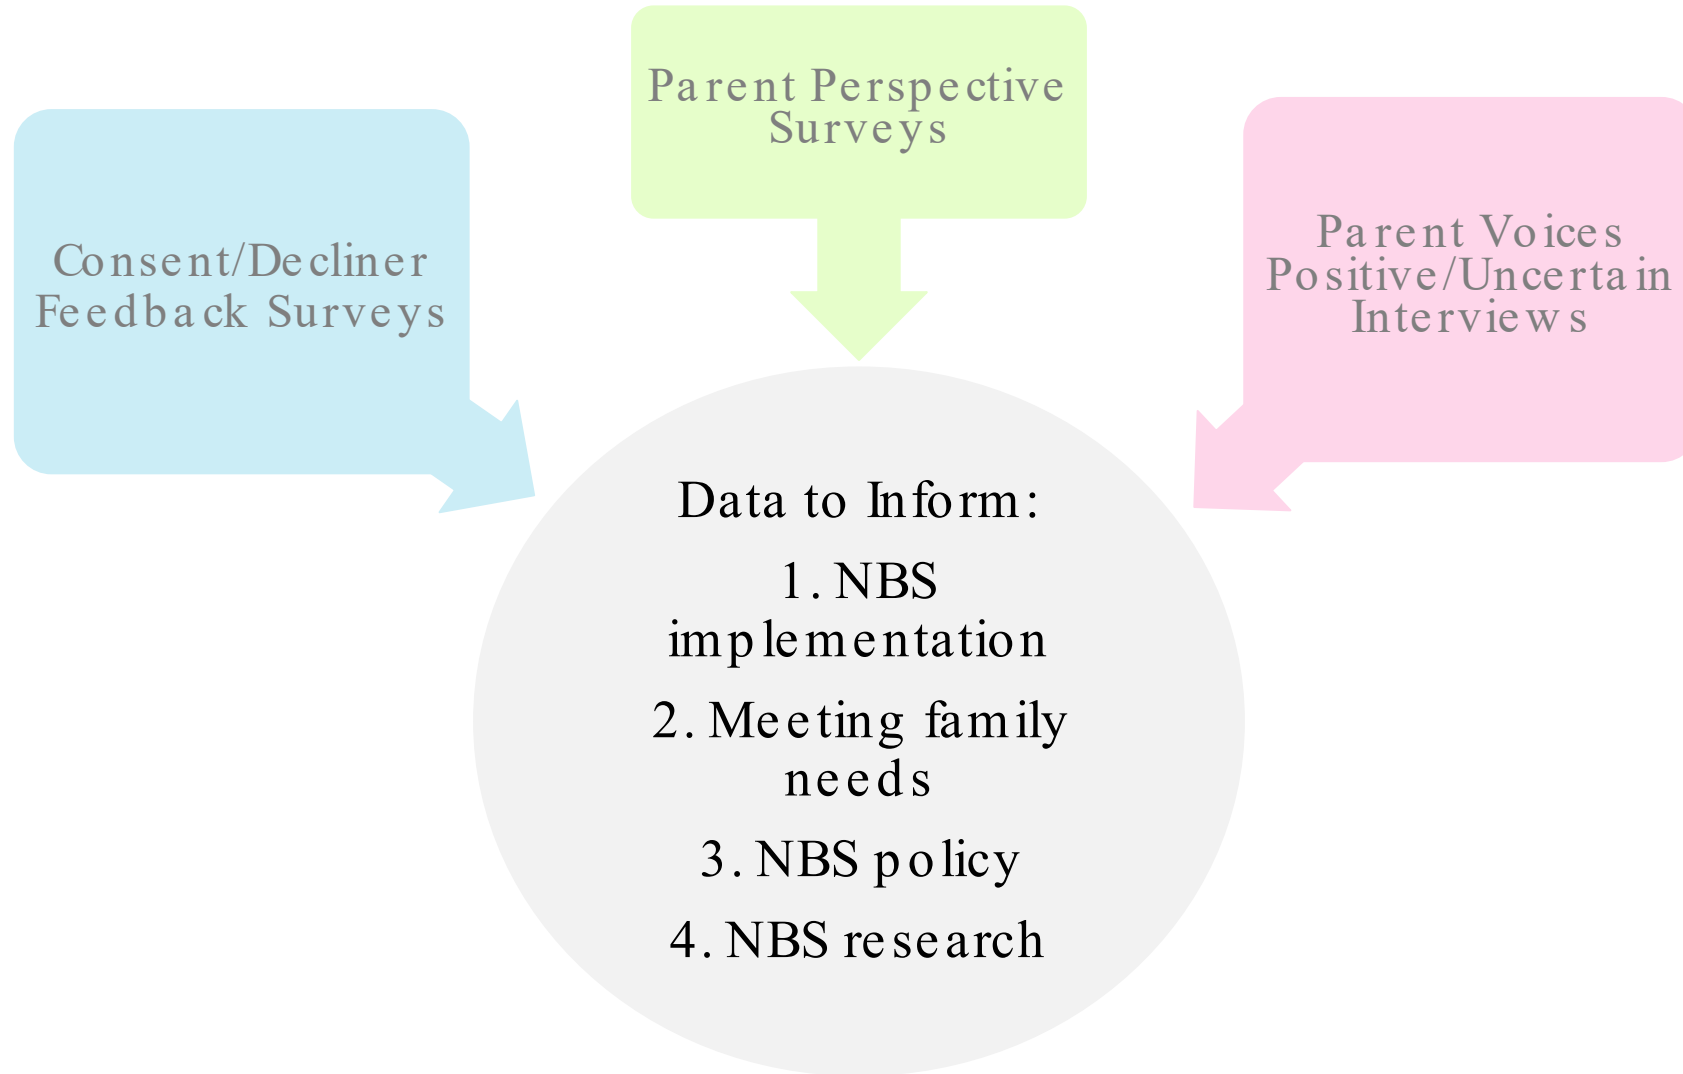 Parent Perspective
Surveys
Consent/Decliner
Feedback Surveys
Parent Voices
Positive/Uncertain
Interviews
Data to Inform:
1. NBS
implementation
2. Meeting family
needs
3. NBS policy
4. NBS research